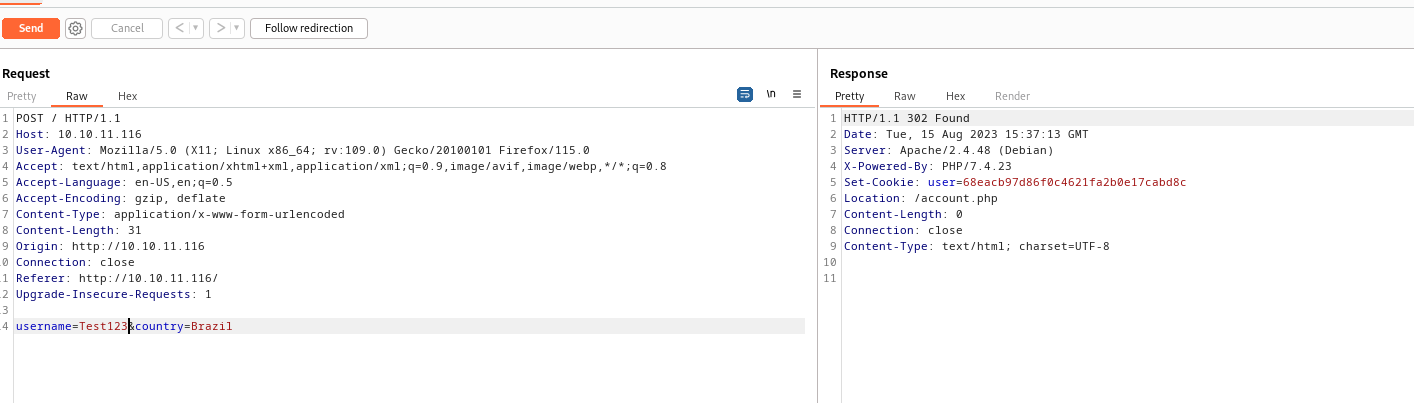 Send Cancel < > Follow redirection
Request
Pretty Raw Hex \n
1 POST / HTTP/1.1
2 Host: 10.10.11.116
3 User-Agent: Mozilla/5.0 (X11; Linux x86_64; rv:109.0) Gecko/20100101 Firefox/115.0
4 Accept: text/html,application/xhtml+xml,application/xml;q=0.9,image/avif,image/webp,*/*;q=0.8
5 Accept-Language: en-US,en;q=0.5
6 Accept-Encoding: gzip, deflate
7 Content-Type: application/x-www-form-urlencoded
8 Content-Length: 31
9 Origin: http://10.10.11.116
0 Connection: close
1 Referer: http://10.10.11.116/
2 Upgrade-Insecure-Requests: 1
3
4 username=Test123&country=Brazil
Response
Pretty Raw Hex Render
1 HTTP/1.1 302 Found
2 Date: Tue, 15 Aug 2023 15:37:13 GMT
3 Server: Apache/2.4.48 (Debian)
4 X-Powered-By: PHP/7.4.23
5 Set-Cookie: user=68eacb97d86f0c4621fa2b0e17cabd8c
6 Location: /account.php
7 Content-Length: 0
8 Connection: close
9 Content-Type: text/html; charset=UTF-8
10
11